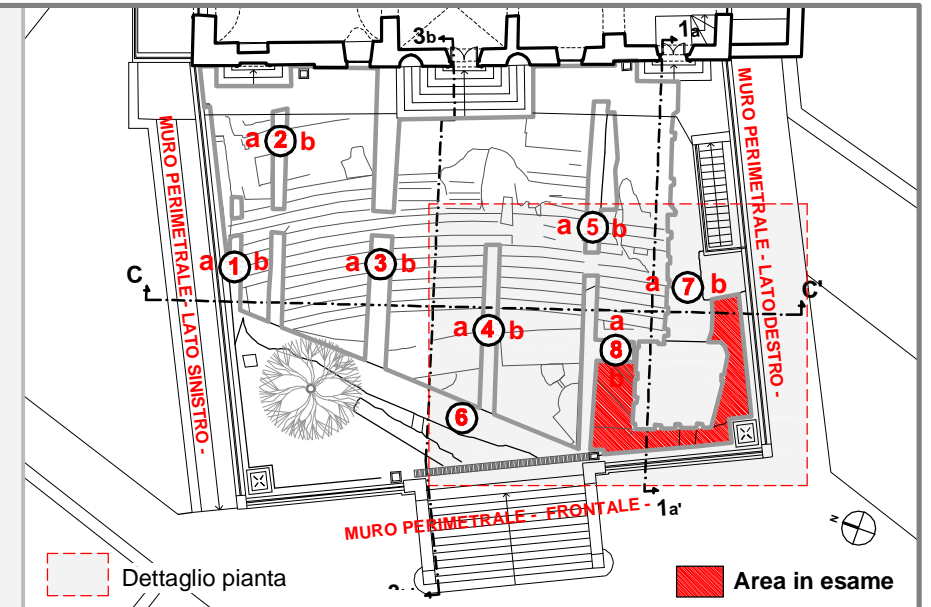 3b
1a
MURO PERIMETRALE - LATO SINISTRO -
MURO PERIMETRALE - LATO DESTRO -
a 2 b
a 5 b
a 1 b
a 3 b
C
a 7 b
C'
a 4 b
a
8
b
6
1a'
MURO PERIMETRALE - FRONTALE -
N
Dettaglio pianta
Area in esame